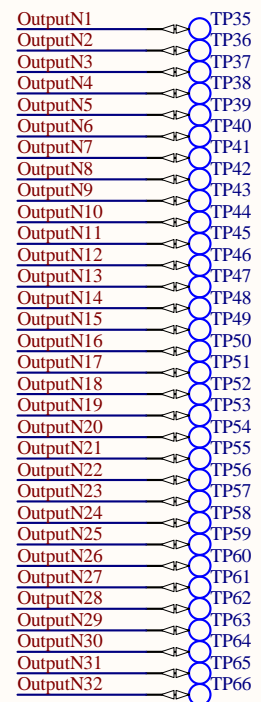 OutputN1 TP35
OutputN2 TP36
OutputN3 TP37
OutputN4 TP38
OutputN5 TP39
OutputN6 TP40
OutputN7 TP41
OutputN8 TP42
OutputN9 TP43
OutputN10 TP44
OutputN11 TP45
OutputN12 TP46
OutputN13 TP47
OutputN14 TP48
OutputN15 TP49
OutputN16 TP50
OutputN17 TP51
OutputN18 TP52
OutputN19 TP53
OutputN20 TP54
OutputN21 TP55
OutputN22 TP56
OutputN23 TP57
OutputN24 TP58
OutputN25 TP59
OutputN26 TP60
OutputN27 TP61
OutputN28 TP62
OutputN29 TP63
OutputN30 TP64
OutputN31 TP65
OutputN32 TP66